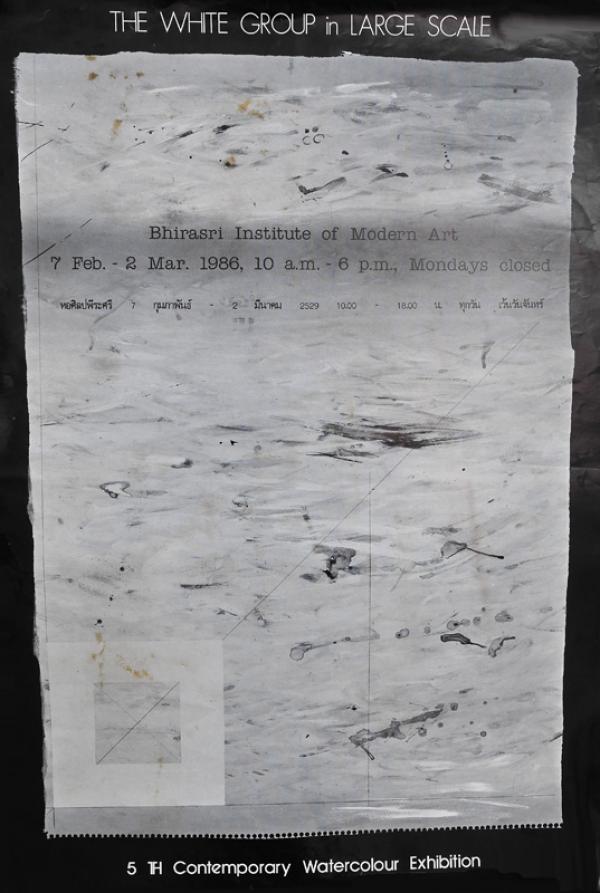 THE WHITE GROUP in LARGE SCALE
Bhirasri Institute of Modern Art
7 Feb. - 2 Mar. 1986, 10 a.m. - 6 p.m., Mondays closed
หอศิลปพีระศรี 7 กุมภาพันธ์ - 2 มีนาคม 2529 10.00 - 18.00 น. ทุกวัน เว้นวันจันทร์
5 TH Contemporary Watercolour Exhibition